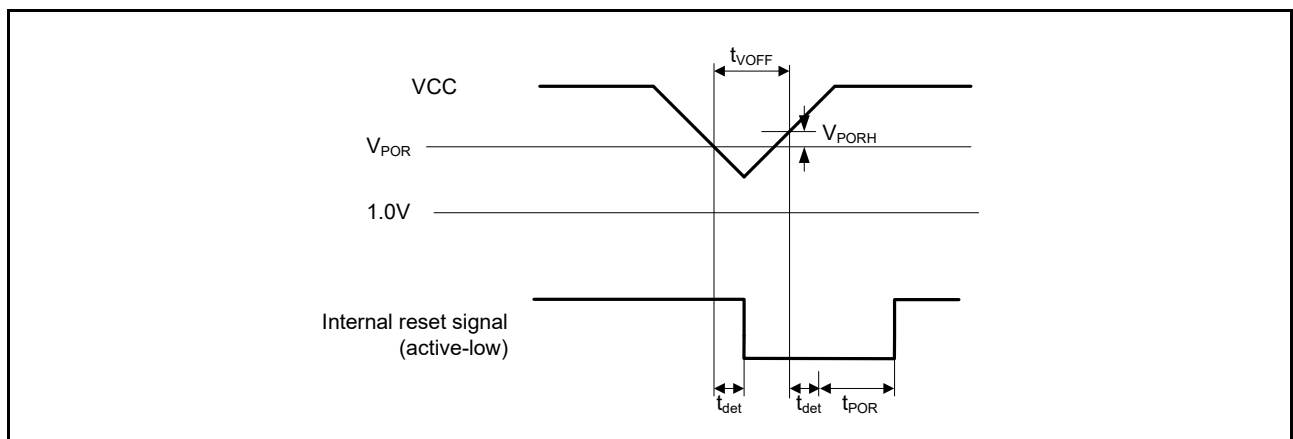 tVOFF
VCC
VPORH
VPOR
1.0V
Internal reset signal
(active-low)
tdet
tdet
tPOR